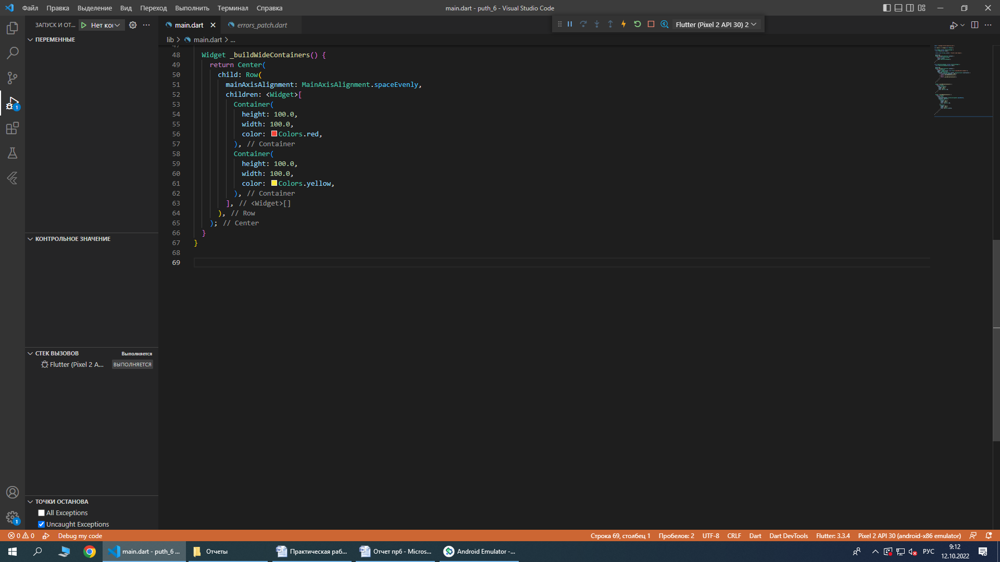 Файл Правка Выделение Вид Переход Выполнить Терминал Справка
main.dart - puth_6 - Visual Studio Code
ЗАПУСК И ОТ... Нет кон
main.dart errors_patch.dart
Flutter (Pixel 2 API 30) 2
ПЕРЕМЕННЫЕ
lib > main.dart > ...
47
48 Widget _buildWideContainers() {
49 return Center(
50 child: Row(
51 mainAxisAlignment: MainAxisAlignment.spaceEvenly,
52 children: <Widget>[
53 Container(
54 height: 100.0,
55 width: 100.0,
56 color: Colors.red,
57 ), // Container
58 Container(
59 height: 100.0,
60 width: 100.0,
61 color: Colors.yellow,
62 ), // Container
63 ], // <Widget>[]
64 ), // Row
65 ); // Center
66 }
67 }
68
69
КОНТРОЛЬНОЕ ЗНАЧЕНИЕ
СТЕК ВЫЗОВОВ Выполняется
Flutter (Pixel 2 A... ВЫПОЛНЯЕТСЯ
ТОЧКИ ОСТАНОВА
All Exceptions
Uncaught Exceptions
1
1
0 0 Debug my code
Строка 69, столбец 1 Пробелов: 2 UTF-8 CRLF Dart Dart DevTools Flutter: 3.3.4 Pixel 2 API 30 (android-x86 emulator)
main.dart - puth_6 ... Отчеты Практическая раб... Отчет пр6 - Micros... Android Emulator -...
РУС 9:12
12.10.2022